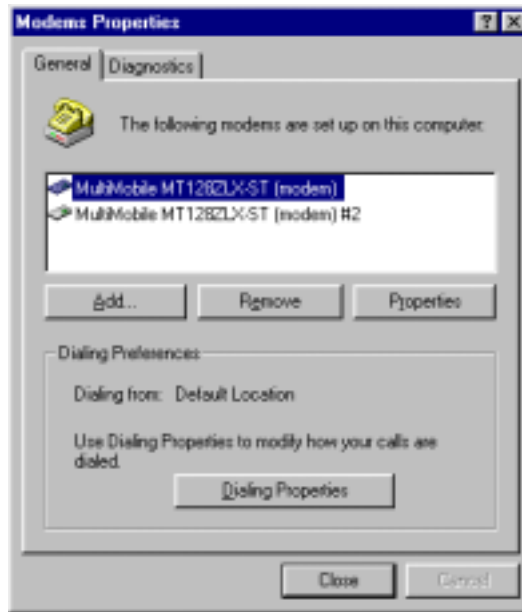 Modems Properties
General
Diagnostics
The following modems are set up on this computer:
MultiMobile MT128ZLX-ST (modem)
MultiMobile MT128ZLX-ST (modem) #2
Add...
Remove
Properties
Dialing Preferences
Dialing from: Default Location
Use Dialing Properties to modify how your calls are
dialed.
Dialing Properties
Close
Cancel